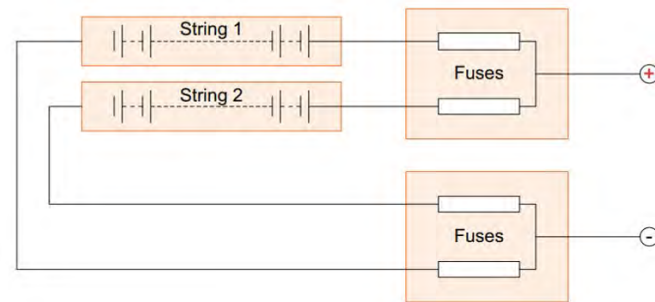 String 1
String 2
Fuses
+
Fuses
-